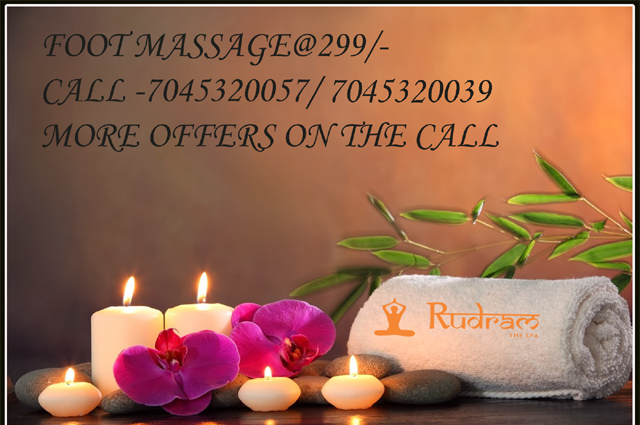 FOOT MASSAGE@299/-
CALL -7045320057/ 7045320039
MORE OFFERS ON THE CALL
Rudram
THE SPA